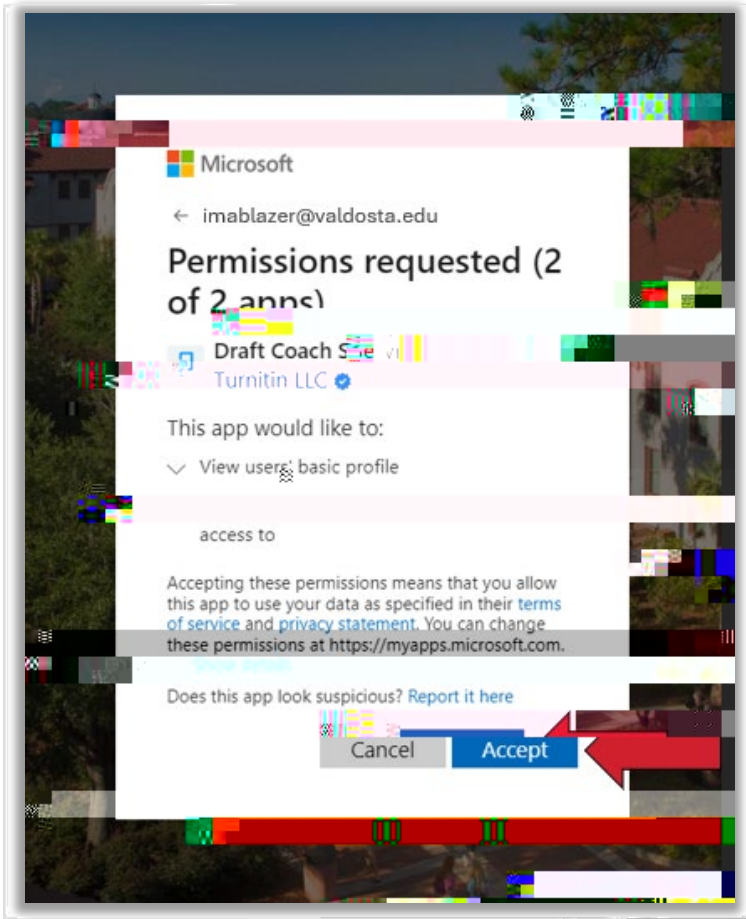 Microsoft
← imablazer@valdosta.edu
Permissions requested (2
of 2 apps)
Draft Coach
Turnitin LLC
This app would like to:
View users' basic profile
access to
Accepting these permissions means that you allow
this app to use your data as specified in their terms
of service and privacy statement. You can change
these permissions at https://myapps.microsoft.com.
Does this app look suspicious? Report it here
Cancel
Accept